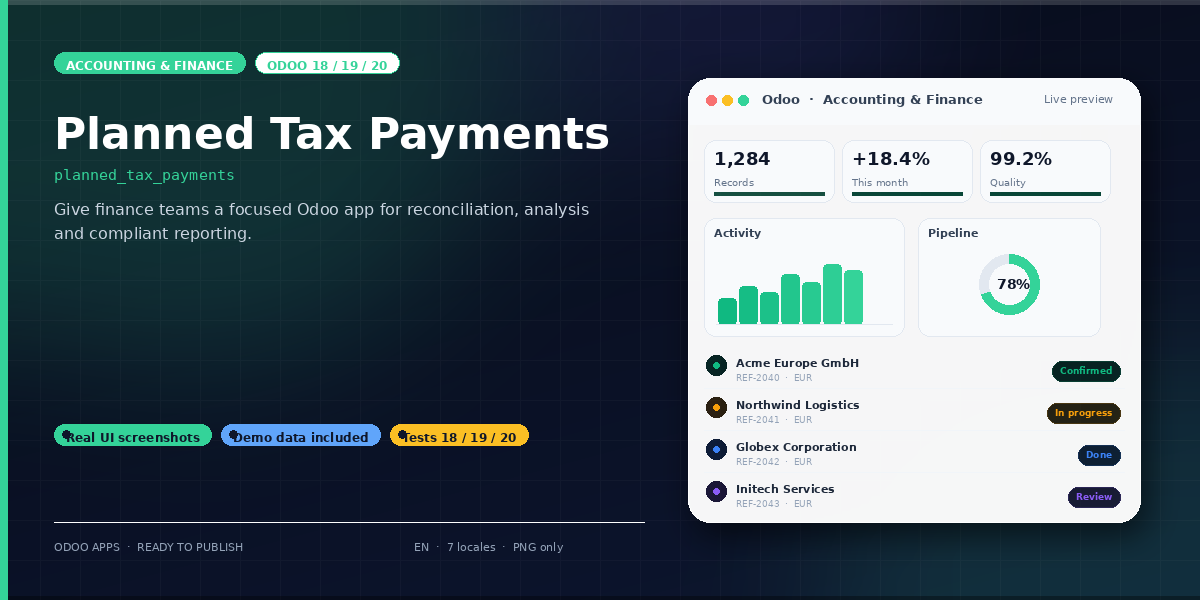 ACCOUNTING & FINANCE
ODOO 18 / 19 / 20
Planned Tax Payments
planned_tax_payments
Give finance teams a focused Odoo app for reconciliation, analysis
and compliant reporting.
Real UI screenshots
Demo data included
Tests 18 / 19 / 20
ODOO APPS · READY TO PUBLISH
EN · 7 locales · PNG only
Odoo · Accounting & Finance
Live preview
1,284
Records
+18.4%
This month
99.2%
Quality
Activity
Pipeline
78%
Acme Europe GmbH
REF-2040 · EUR
Confirmed
Northwind Logistics
REF-2041 · EUR
In progress
Globex Corporation
REF-2042 · EUR
Done
Initech Services
REF-2043 · EUR
Review